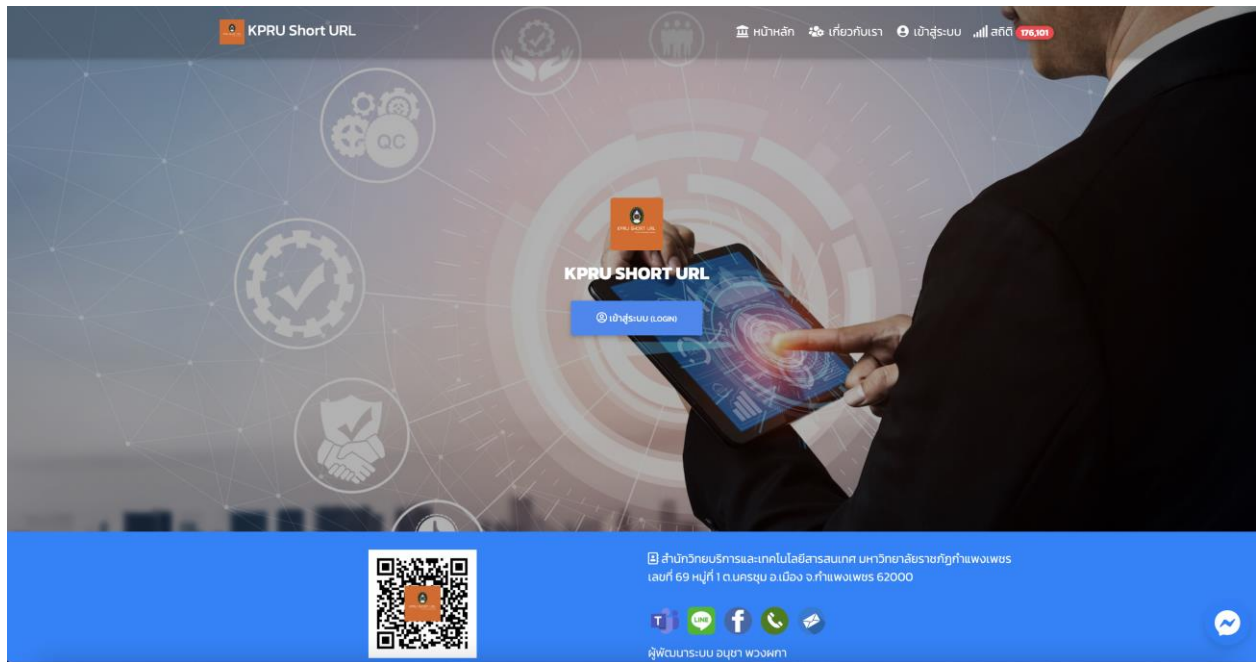 KPRU Short URL
หน้าหลัก เกี่ยวกับเรา เข้าสู่ระบบ สถิติ 176,101
QC
KPRU SHORT URL
KPRU SHORT URL
เข้าสู่ระบบ (LOGIN)
สำนักวิทยบริการและเทคโนโลยีสารสนเทศ มหาวิทยาลัยราชภัฏกำแพงเพชร
เลขที่ 69 หมู่ที่ 1 ต.นครชุม อ.เมือง จ.กำแพงเพชร 62000
T LINE f
ผู้พัฒนาระบบ อนุชา พวงผกา